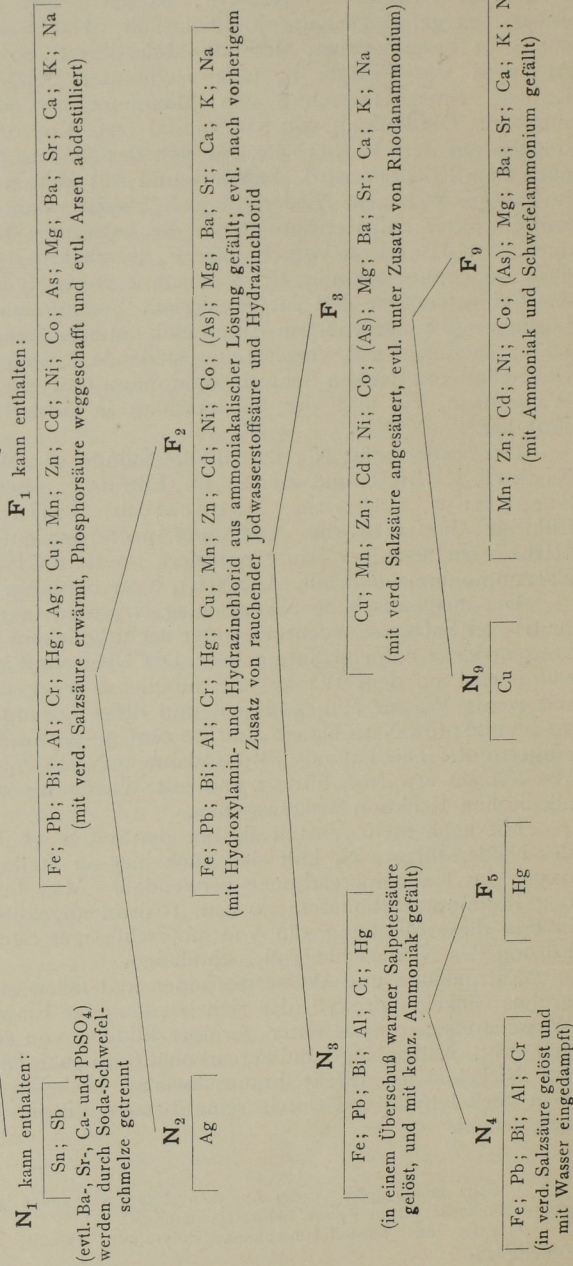 N₁ kann enthalten:
Sn; Sb
(evtl. Ba-, Sr-, Ca- und PbSO₄)
werden durch Soda-Schwefel-
schmelze getrennt
F₁ kann enthalten:
Fe; Pb; Bi; Al; Cr; Hg; Ag; Cu; Mn; Zn; Cd; Ni; Co; As; Mg; Ba; Sr; Ca; K; Na
(mit verd. Salzsäure erwärmt, Phosphorsäure weggeschafft und evtl. Arsen abdestilliert)
N₂
Ag
F₂
Fe; Pb; Bi; Al; Cr; Hg; Cu; Mn; Zn; Cd; Ni; Co; (As); Mg; Ba; Sr; Ca; K; Na
(mit Hydroxylamin- und Hydrazinchlorid aus ammoniakalischer Lösung gefällt; evtl. nach vorherigem
Zusatz von rauchender Jodwasserstoffsäure und Hydrazinchlorid
N₃
Fe; Pb; Bi; Al; Cr; Hg
(in einem Überschuß warmer Salpetersäure
gelöst, und mit konz. Ammoniak gefällt)
F₃
Cu; Mn; Zn; Cd; Ni; Co; (As); Mg; Ba; Sr; Ca; K; Na
(mit verd. Salzsäure angesäuert, evtl. unter Zusatz von Rhodanammonium)
N₄
Fe; Pb; Bi; Al; Cr
(in verd. Salzsäure gelöst und
mit Wasser eingedampft)
F₅
Hg
N₉
Cu
F₉
Mn; Zn; Cd; Ni; Co; (As); Mg; Ba; Sr; Ca; K;
(mit Ammoniak und Schwefelammonium gefällt)